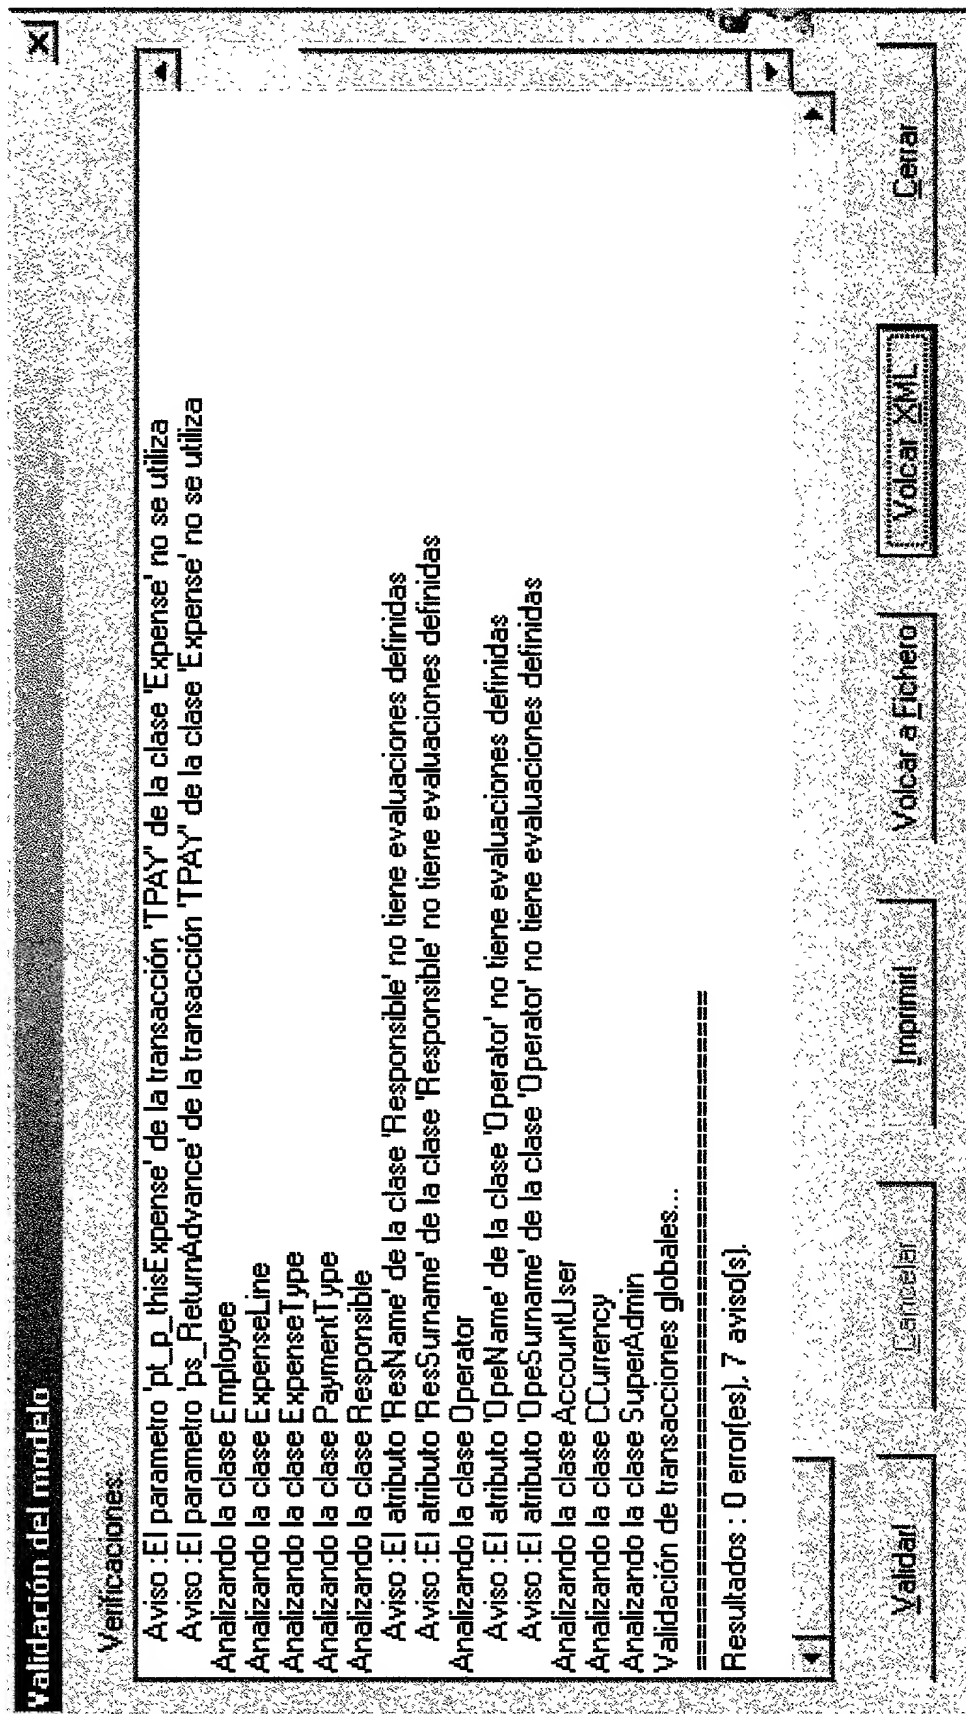 Validación del modelo
Verificaciones:
Aviso :El parametro 'pt_p_thisExpense' de la transacción 'TPAY' de la clase 'Expense' no se utiliza
Aviso :El parametro 'ps_ReturnAdvance' de la transacción 'TPAY' de la clase 'Expense' no se utiliza
Analizando la clase Employee
Analizando la clase ExpenseLine
Analizando la clase ExpenseType
Analizando la clase PaymentType
Analizando la clase Responsible
Aviso :El atributo 'ResName' de la clase 'Responsible' no tiene evaluaciones definidas
Aviso :El atributo 'ResSurname' de la clase 'Responsible' no tiene evaluaciones definidas
Analizando la clase Operator
Aviso :El atributo 'OpeName' de la clase 'Operator' no tiene evaluaciones definidas
Aviso :El atributo 'OpeSurname' de la clase 'Operator' no tiene evaluaciones definidas
Analizando la clase AccountUser
Analizando la clase CCurrency
Analizando la clase SuperAdmin
Validación de transacciones globales...
========================================
Resultados : 0 error(es), 7 aviso(s).
Validar!
Cancelar
Imprimir!
Volcar a Fichero
Volcar XML
Cerrar